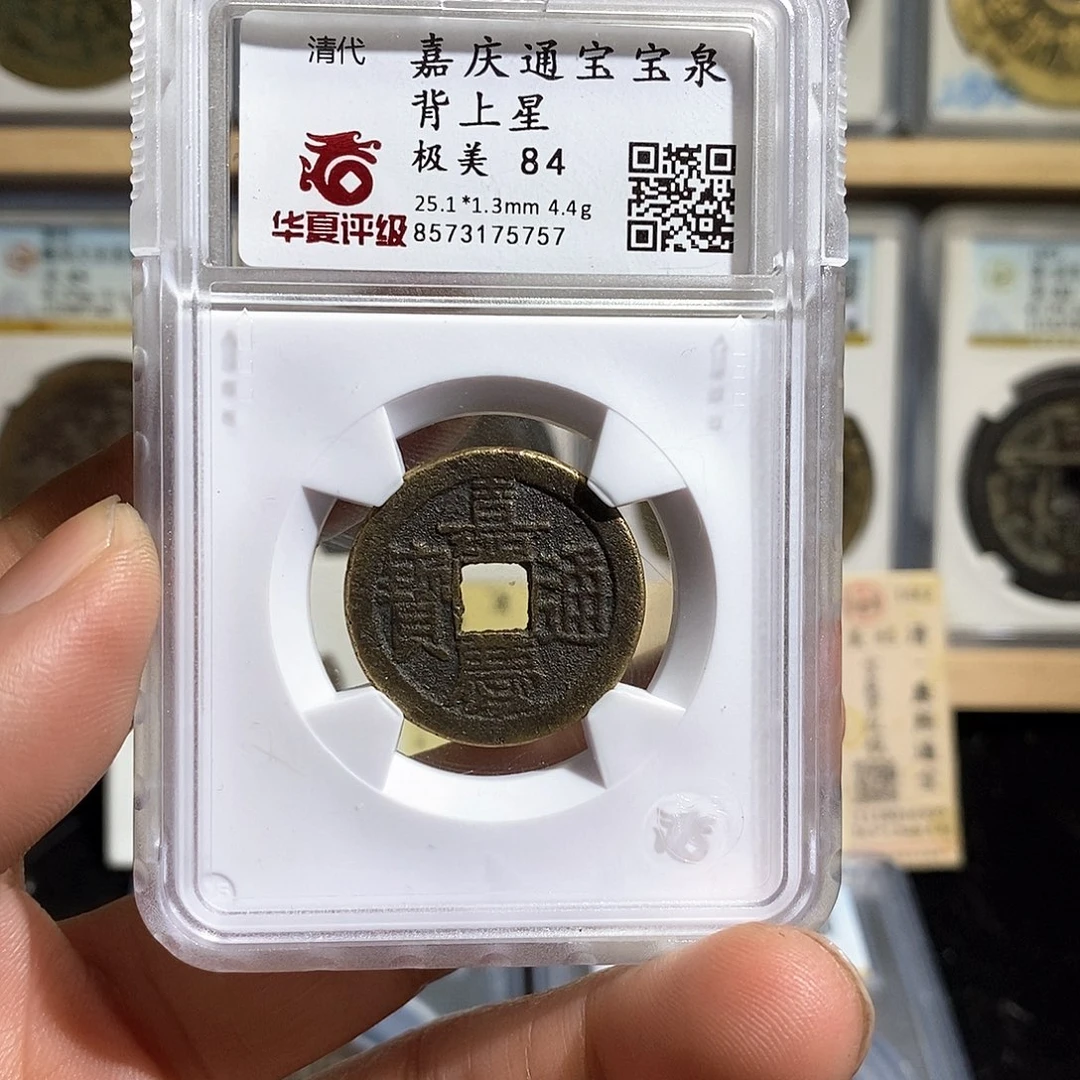 清代
嘉庆通宝宝泉
背上星
极美 84
25.1*1.3mm 4.4g
华夏评级
8573175757
嘉
寶 通
慶